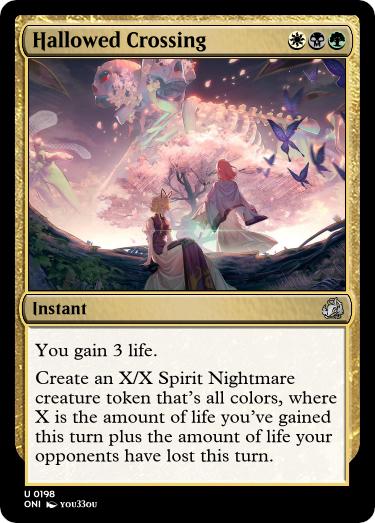 Hallowed Crossing
Instant
You gain 3 life.
Create an X/X Spirit Nightmare
creature token that's all colors, where
X is the amount of life you've gained
this turn plus the amount of life your
opponents have lost this turn.
U 0198
ONI YOU33OU